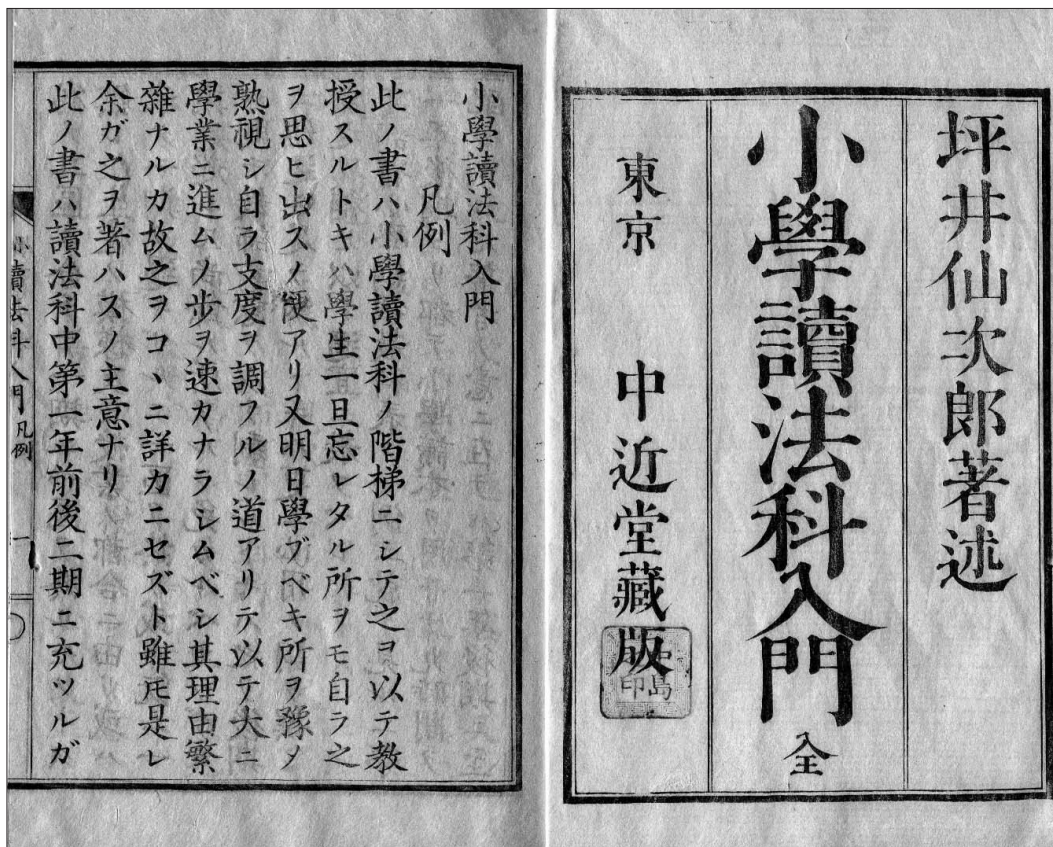 坪井仙次郎著述
小學讀法科入門 全
東京 中近堂藏版
小學讀法科入門
凡例
此ノ書ハ小學讀法科ノ階梯ニシテ之ヲ以テ教
授スルトキハ學生一旦忘レタル所ヲモ自ラ之
ヲ思ヒ出スノ便アリ又明日學ブベキ所ヲ豫ノ
熟視シ自ラ支度ヲ調フルノ道アリテ以テ大ニ
學業ニ進ムノ步ヲ速カナラシムベシ其理由繁
雜ナルカ故之ヲコヽニ詳カニセズト雖𪜈是レ
余ガ之ヲ著ハスノ主意ナリ
此ノ書ハ讀法科中第一年前後二期ニ充ツルガ
小讀法科入門 凡例
一